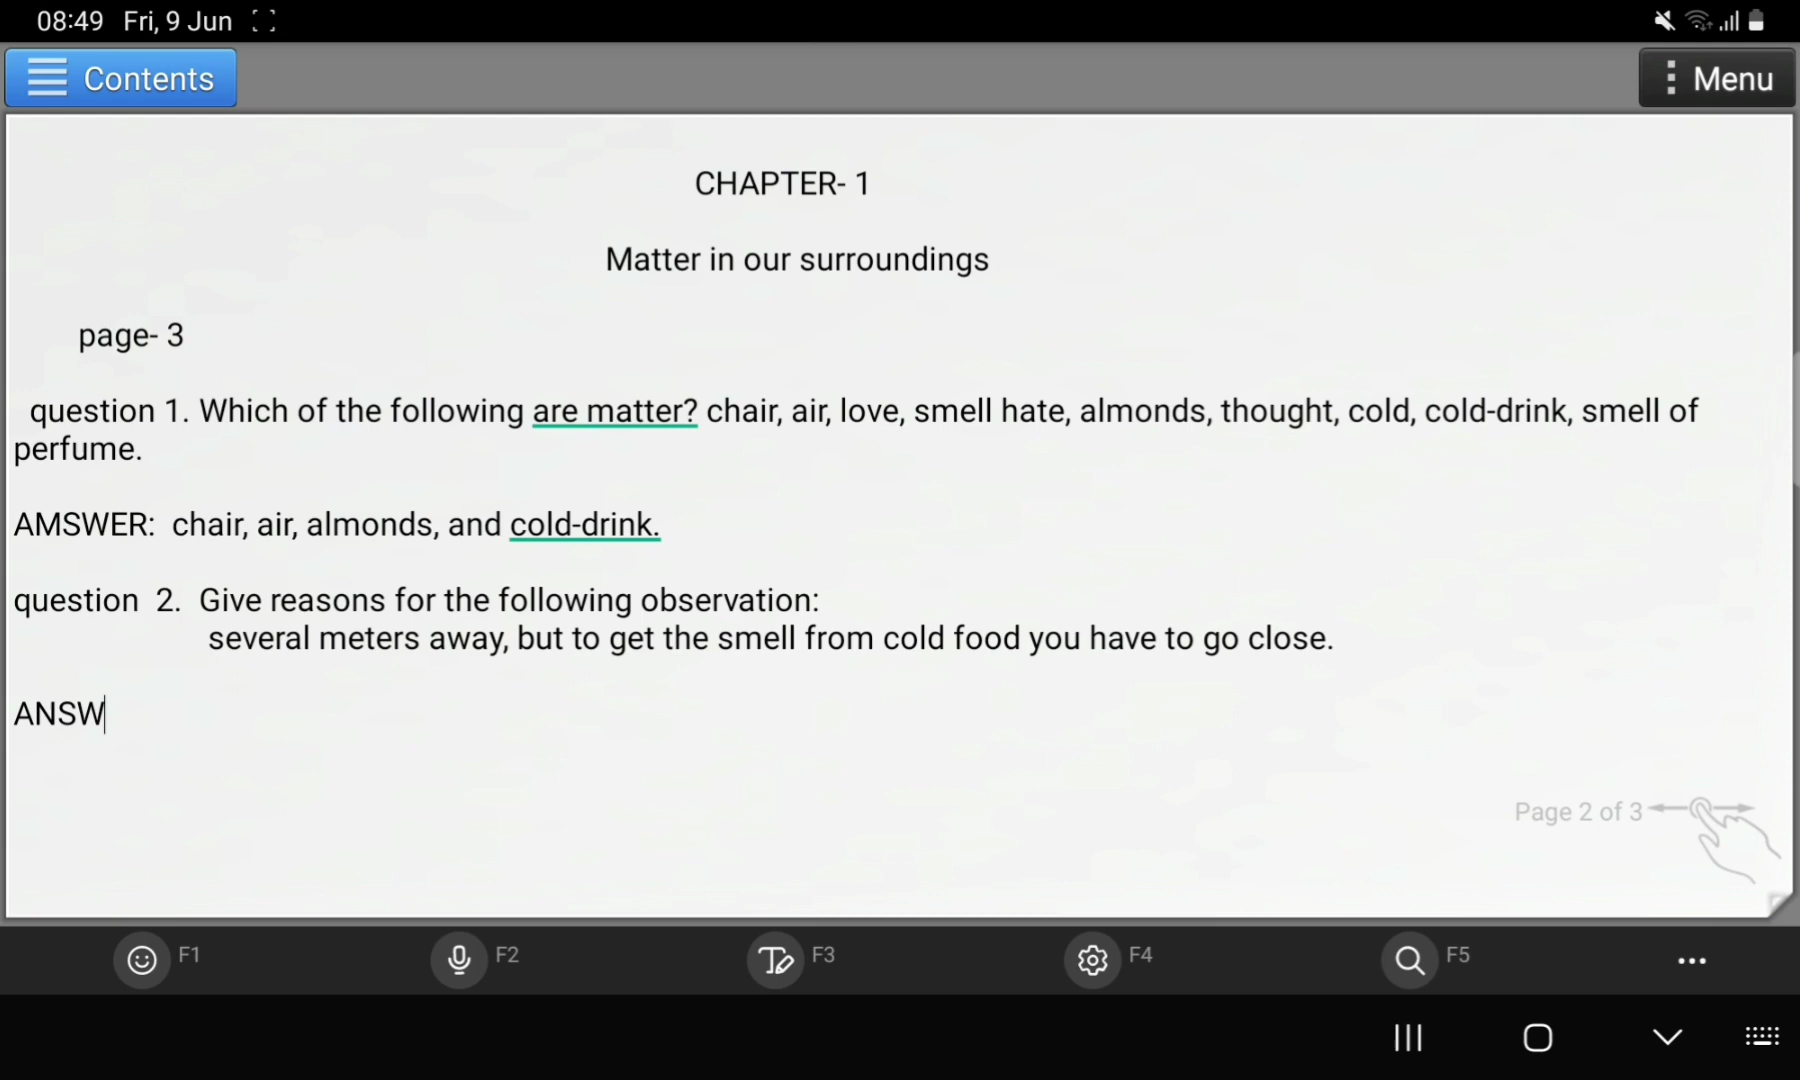 08:49 Fri, 9 Jun
Contents
Menu
CHAPTER- 1
Matter in our surroundings
page- 3
question 1. Which of the following are matter? chair, air, love, smell hate, almonds, thought, cold, cold-drink, smell of
perfume.
AMSWER: chair, air, almonds, and cold-drink.
question 2. Give reasons for the following observation:
several meters away, but to get the smell from cold food you have to go close.
ANSW
Page 2 of 3
F1 F2 F3 F4 F5